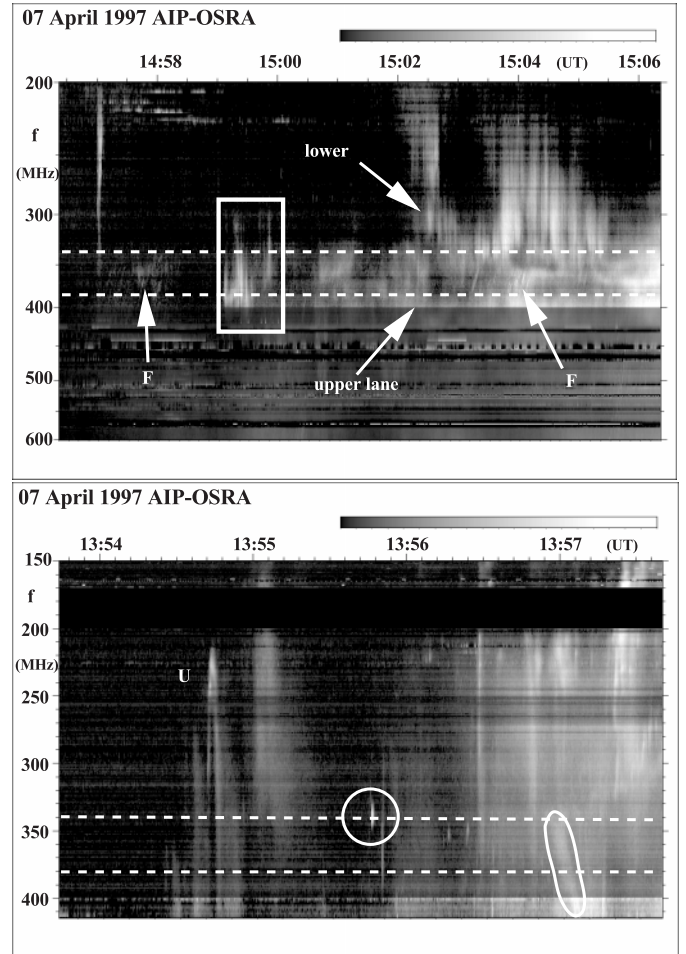 07 April 1997 AIP-OSRA
14:58 15:00 15:02 15:04 (UT) 15:06
200
f
(MHz)
lower
300
400
F
upper lane
F
500
600
07 April 1997 AIP-OSRA
13:54 13:55 13:56 13:57 (UT)
150
f
200
(MHz)
U
250
300
350
400